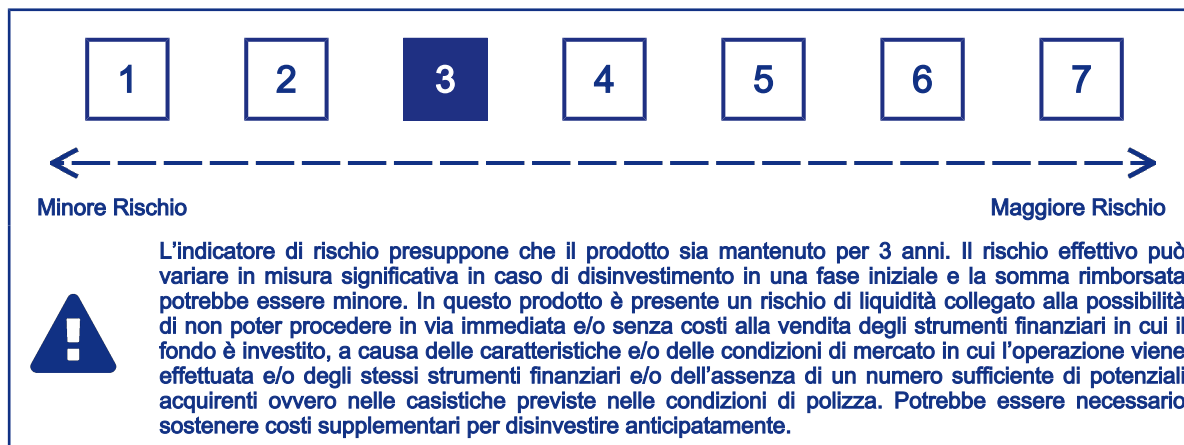 1 2 3 4 5 6 7
Minore Rischio Maggiore Rischio
L'indicatore di rischio presuppone che il prodotto sia mantenuto per 3 anni. Il rischio effettivo può
variare in misura significativa in caso di disinvestimento in una fase iniziale e la somma rimborsata
potrebbe essere minore. In questo prodotto è presente un rischio di liquidità collegato alla possibilità
di non poter procedere in via immediata e/o senza costi alla vendita degli strumenti finanziari in cui il
fondo è investito, a causa delle caratteristiche e/o delle condizioni di mercato in cui l'operazione viene
effettuata e/o degli stessi strumenti finanziari e/o dell'assenza di un numero sufficiente di potenziali
acquirenti ovvero nelle casistiche previste nelle condizioni di polizza. Potrebbe essere necessario
sostenere costi supplementari per disinvestire anticipatamente.